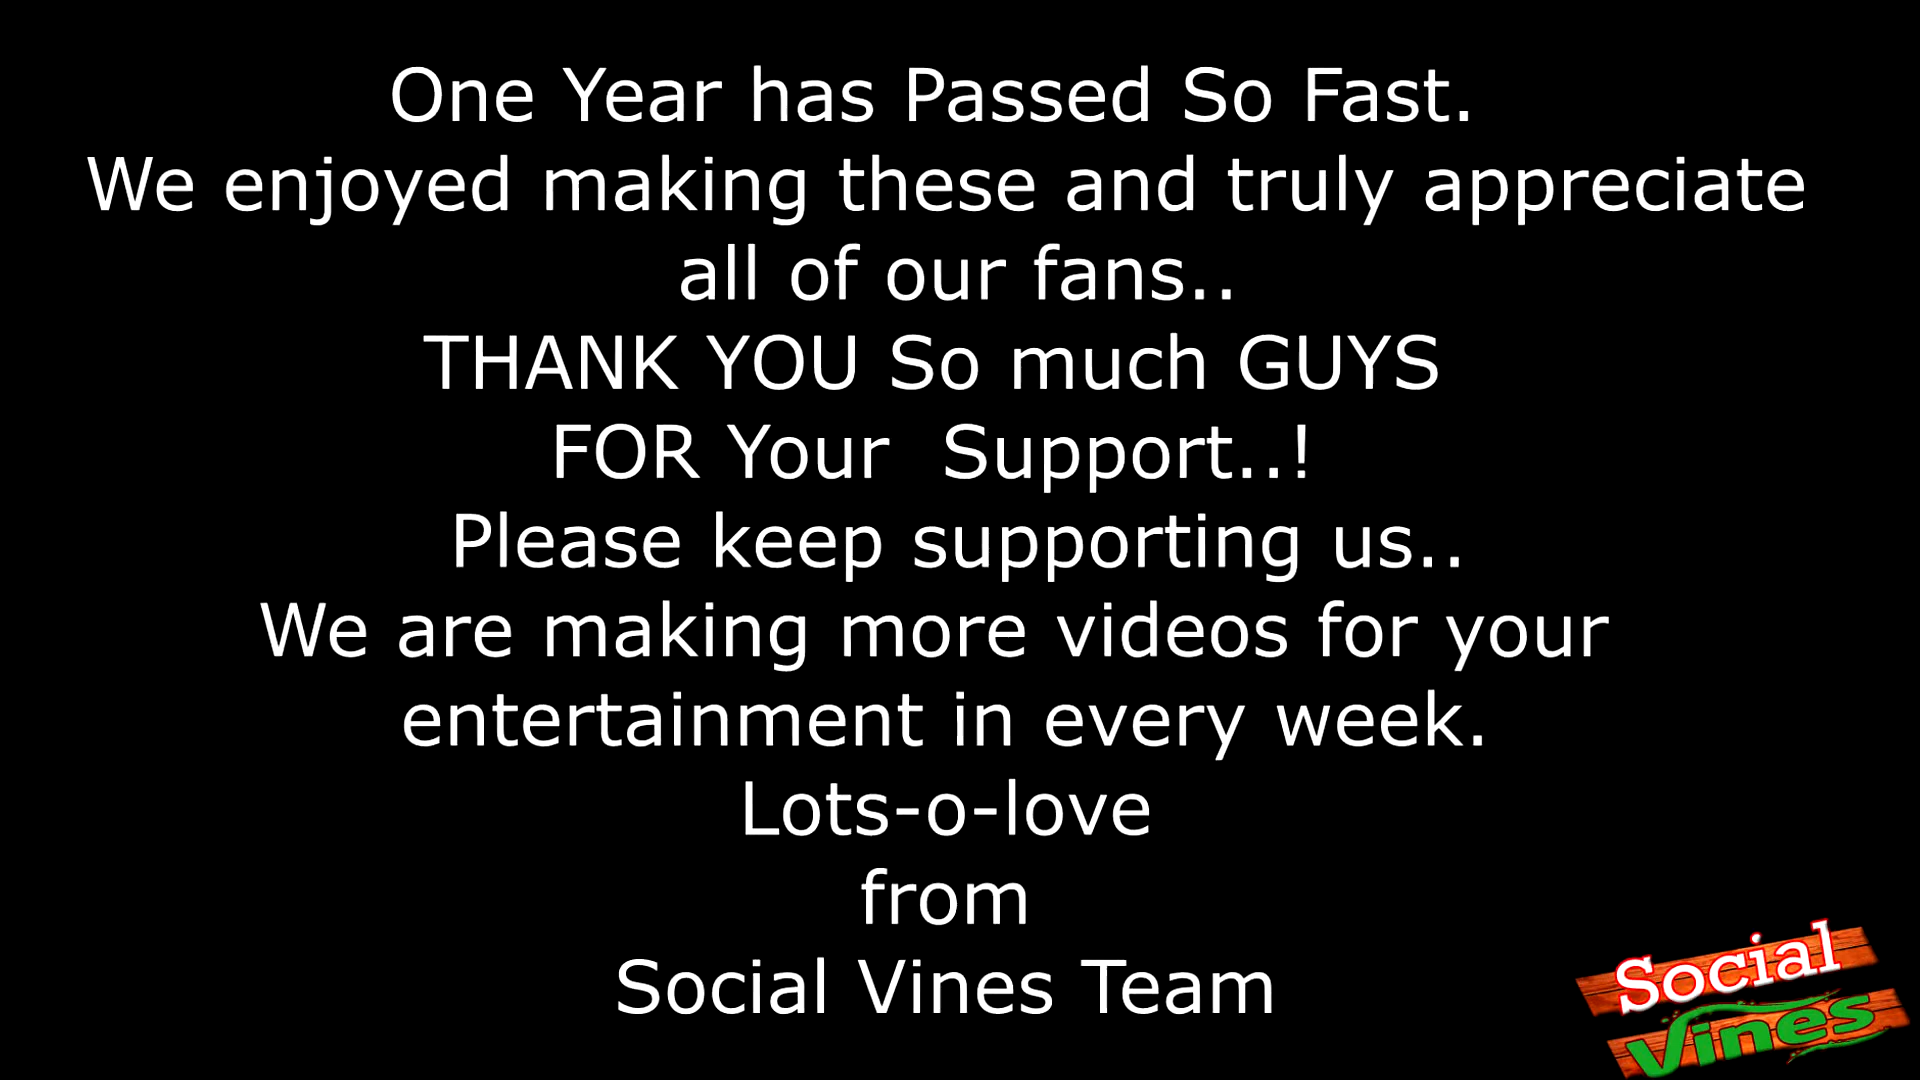 One Year has Passed So Fast.
We enjoyed making these and truly appreciate
all of our fans..
THANK YOU So much GUYS
FOR Your  Support..!
Please keep supporting us..
We are making more videos for your
entertainment in every week.
Lots-o-love
from
Social Vines Team
Social
Vines